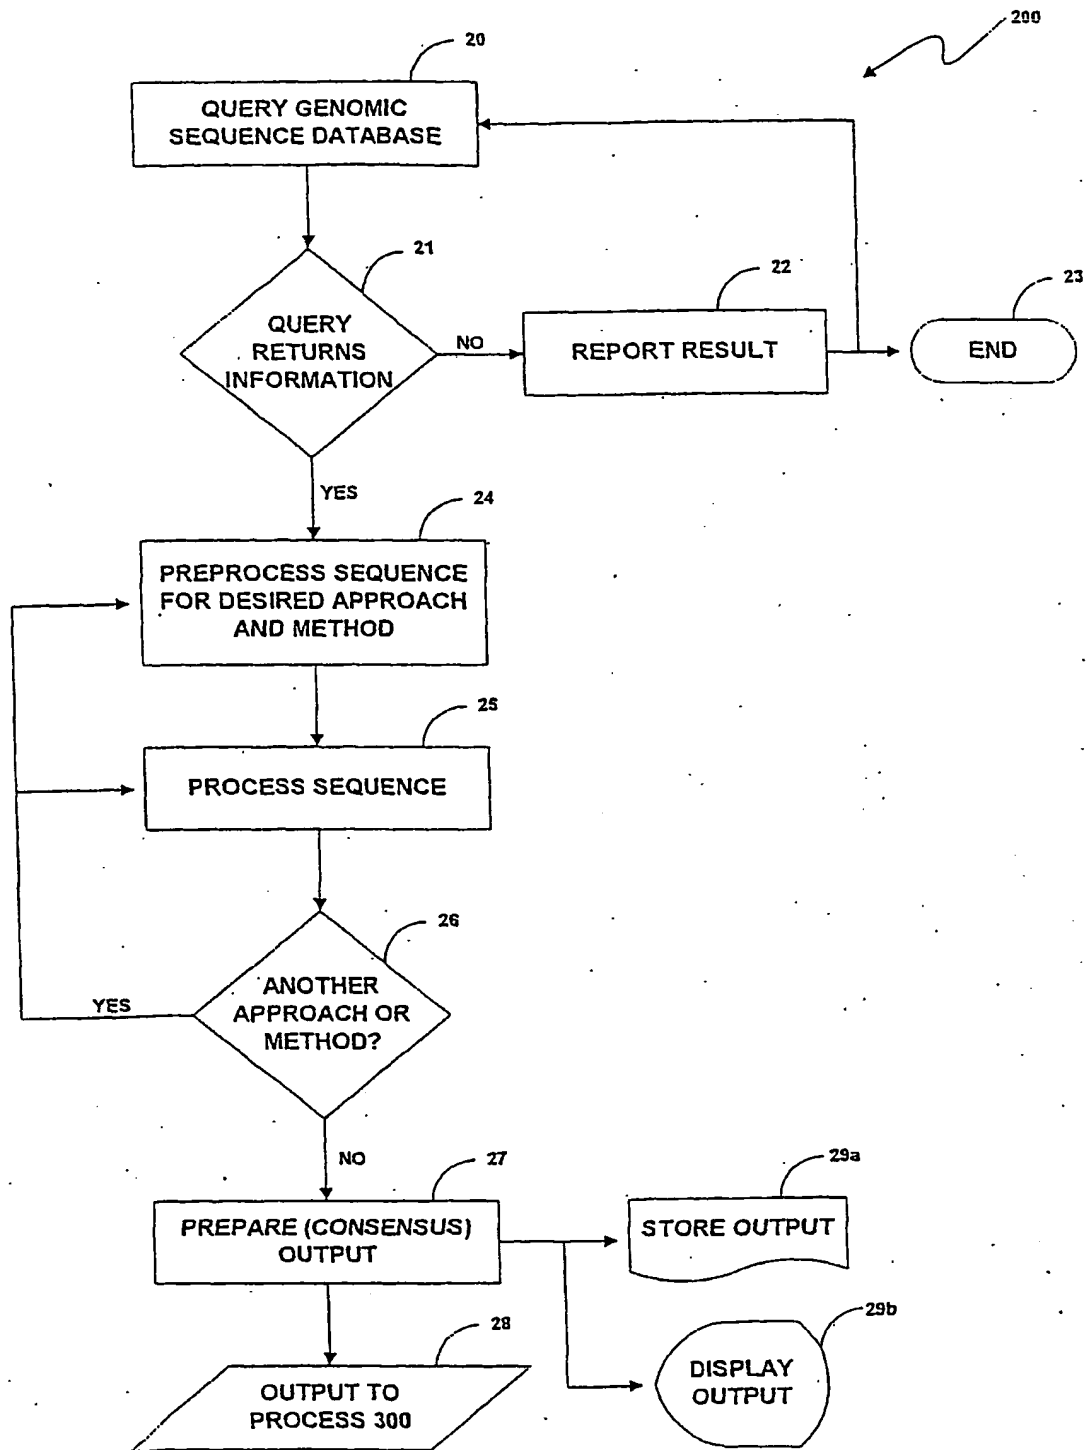 200
20
QUERY GENOMIC
SEQUENCE DATABASE
21
QUERY
RETURNS
INFORMATION
NO
22
REPORT RESULT
23
END
YES
24
PREPROCESS SEQUENCE
FOR DESIRED APPROACH
AND METHOD
25
PROCESS SEQUENCE
26
ANOTHER
APPROACH OR
METHOD?
YES
NO
27
PREPARE (CONSENSUS)
OUTPUT
29a
STORE OUTPUT
28
OUTPUT TO
PROCESS 300
29b
DISPLAY
OUTPUT